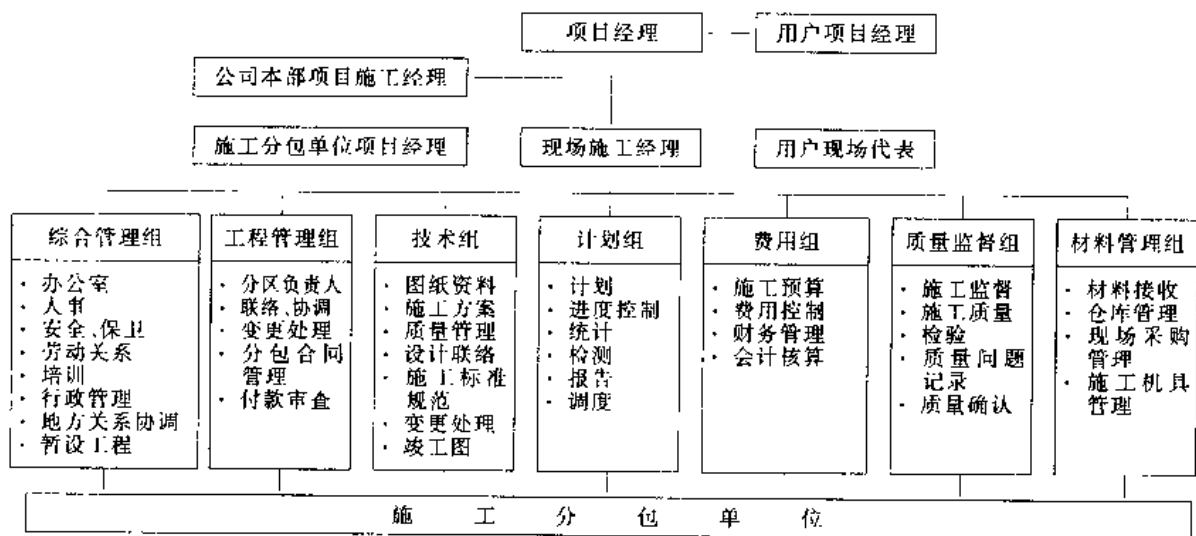 项目经理
用户项目经理
公司本部项目施工经理
施工分包单位项目经理
现场施工经理
用户现场代表
综合管理组
· 办公室
· 人事
· 安全、保卫
· 劳动关系
· 培训
· 行政管理
· 地方关系协调
· 暂设工程
工程管理组
· 分区负责人
· 联络、协调
· 变更处理
· 分包合同
管理
· 付款审查
技术组
· 图纸资料
· 施工方案
· 质量管理
· 设计联络
· 施工标准
规范
· 变更处理
· 竣工图
计划组
· 计划
· 进度控制
· 统计
· 检测
· 报告
· 调度
费用组
· 施工预算
· 费用控制
· 财务管理
· 会计核算
质量监督组
· 施工监督
· 施工质量
· 检验
· 质量问题
记录
· 质量确认
材料管理组
· 材料接收
· 仓库管理
· 现场采购
管理
· 施工机具
管理
施工分包单位